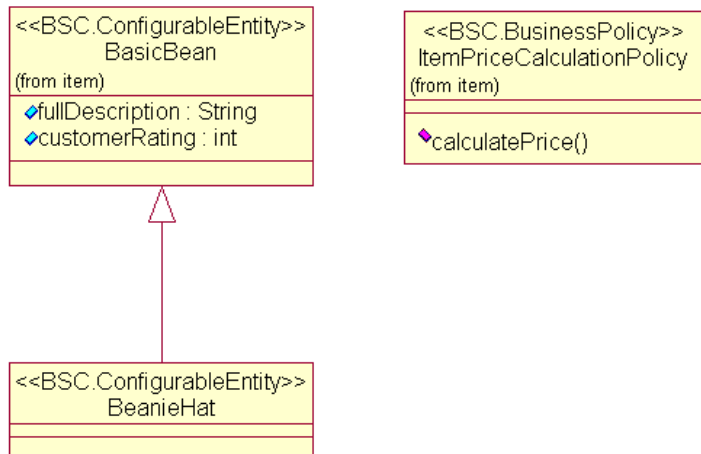 <<BSC.ConfigurableEntity>>
BasicBean
(from item)
fullDescription : String
customerRating : int
<<BSC.BusinessPolicy>>
ItemPriceCalculationPolicy
(from item)
calculatePrice()
<<BSC.ConfigurableEntity>>
BeanieHat